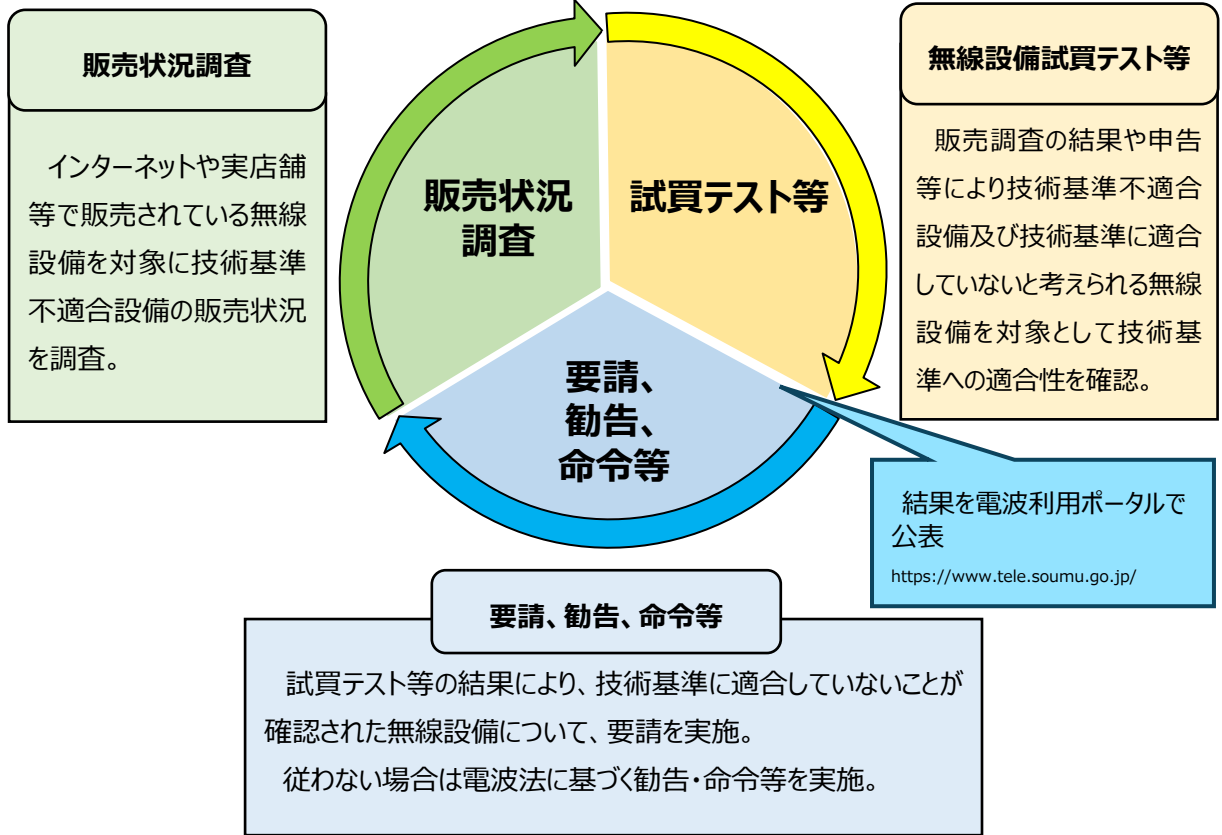 販売状況調査
インターネットや実店舗
等で販売されている無線
設備を対象に技術基準
不適合設備の販売状況
を調査。
販売状況
調査
試買テスト等
要請、
勧告、
命令等
無線設備試買テスト等
販売調査の結果や申告
等により技術基準不適合
設備及び技術基準に適合
していないと考えられる無線
設備を対象として技術基
準への適合性を確認。
結果を電波利用ポータルで
公表
https://www.tele.soumu.go.jp/
要請、勧告、命令等
試買テスト等の結果により、技術基準に適合していないことが
確認された無線設備について、要請を実施。
従わない場合は電波法に基づく勧告・命令等を実施。